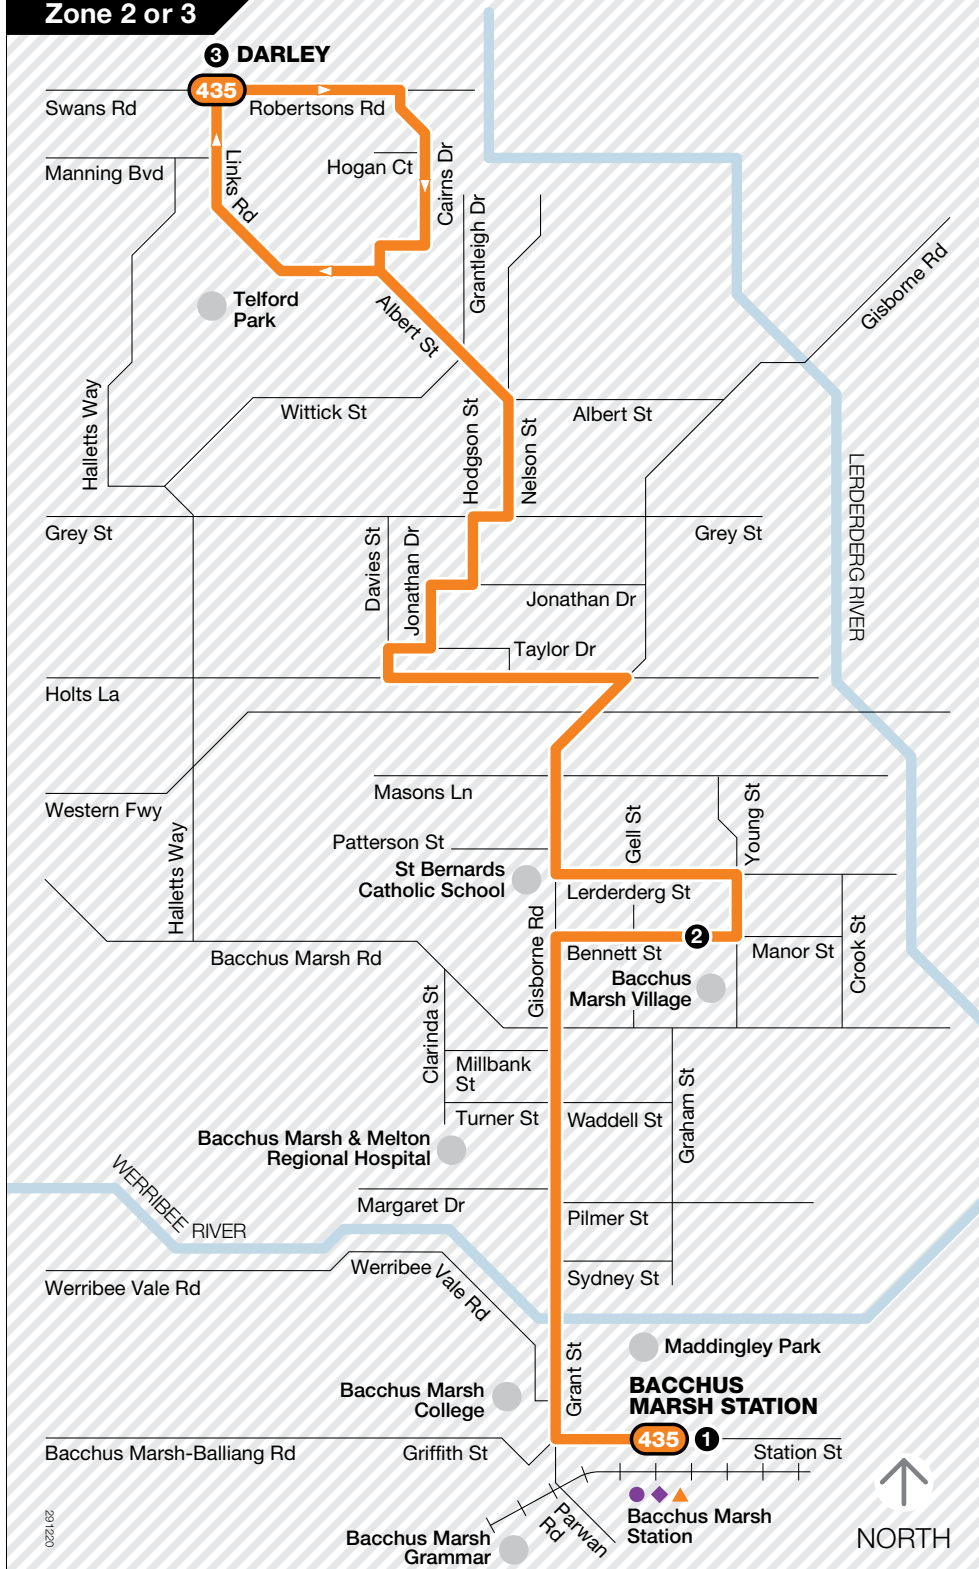 Zone 2 or 3
3 DARLEY
435
Swans Rd
Robertsons Rd
Manning Bvd
Links Rd
Hogan Ct
Cairns Dr
Grantleigh Dr
Gisborne Rd
Telford
Park
Albert St
Halletts Way
Wittick St
Hodgson St
Nelson St
Albert St
Grey St
Davies St
Jonathan Dr
Grey St
LERDERDERG RIVER
Jonathan Dr
Taylor Dr
Holts La
Western Fwy
Masons Ln
Patterson St
Gell St
Young St
Halletts Way
St Bernards
Catholic School
Lerderderg St
Gisborne Rd
Bennett St
2
Manor St
Crook St
Bacchus Marsh Rd
Bacchus
Marsh Village
Clarinda St
Millbank
St
Turner St
Waddell St
Graham St
Bacchus Marsh & Melton
Regional Hospital
WERRIBEE RIVER
Margaret Dr
Pilmer St
Werribee Vale Rd
Werribee Vale Rd
Sydney St
Grant St
Maddingley Park
Bacchus Marsh
College
BACCHUS
MARSH STATION
435 1
Station St
Bacchus Marsh-Balliang Rd
Griffith St
Parwan
Rd
Bacchus Marsh
Station
Bacchus Marsh
Grammar
NORTH
291220